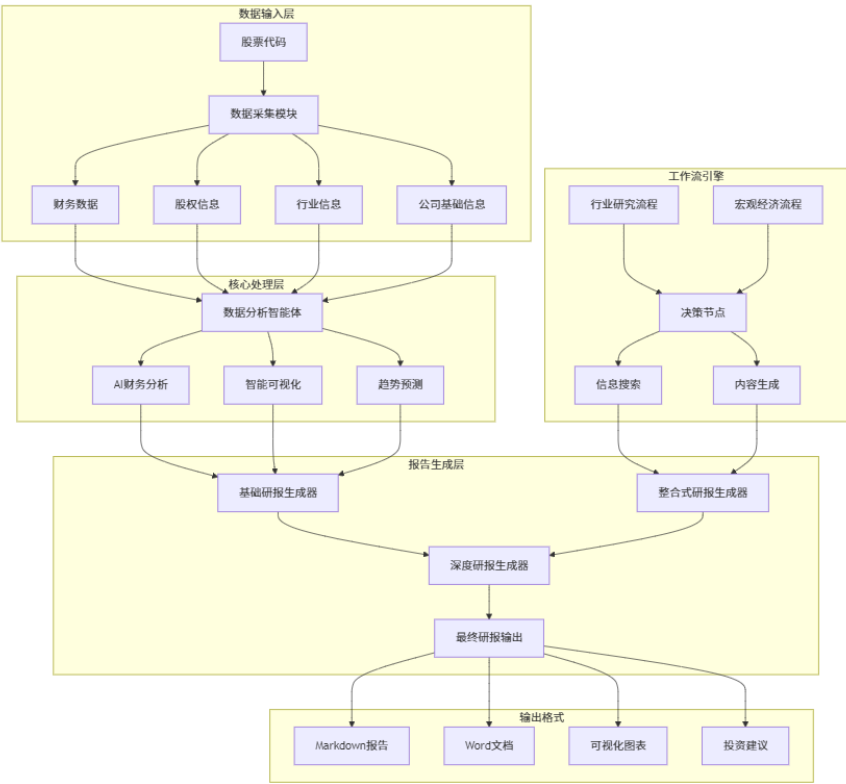 数据输入层
股票代码
数据采集模块
财务数据
股权信息
行业信息
公司基础信息
工作流引擎
行业研究流程
宏观经济流程
决策节点
信息搜索
内容生成
核心处理层
数据分析智能体
AI财务分析
智能可视化
趋势预测
报告生成层
基础研报生成器
整合式研报生成器
深度研报生成器
最终研报输出
输出格式
Markdown报告
Word文档
可视化图表
投资建议